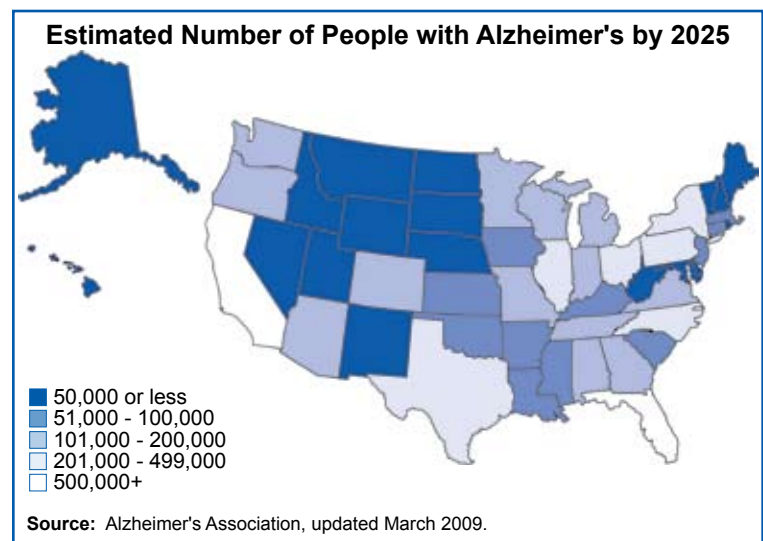 Estimated Number of People with Alzheimer's by 2025
50,000 or less
51,000 - 100,000
101,000 - 200,000
201,000 - 499,000
500,000+
Source: Alzheimer's Association, updated March 2009.